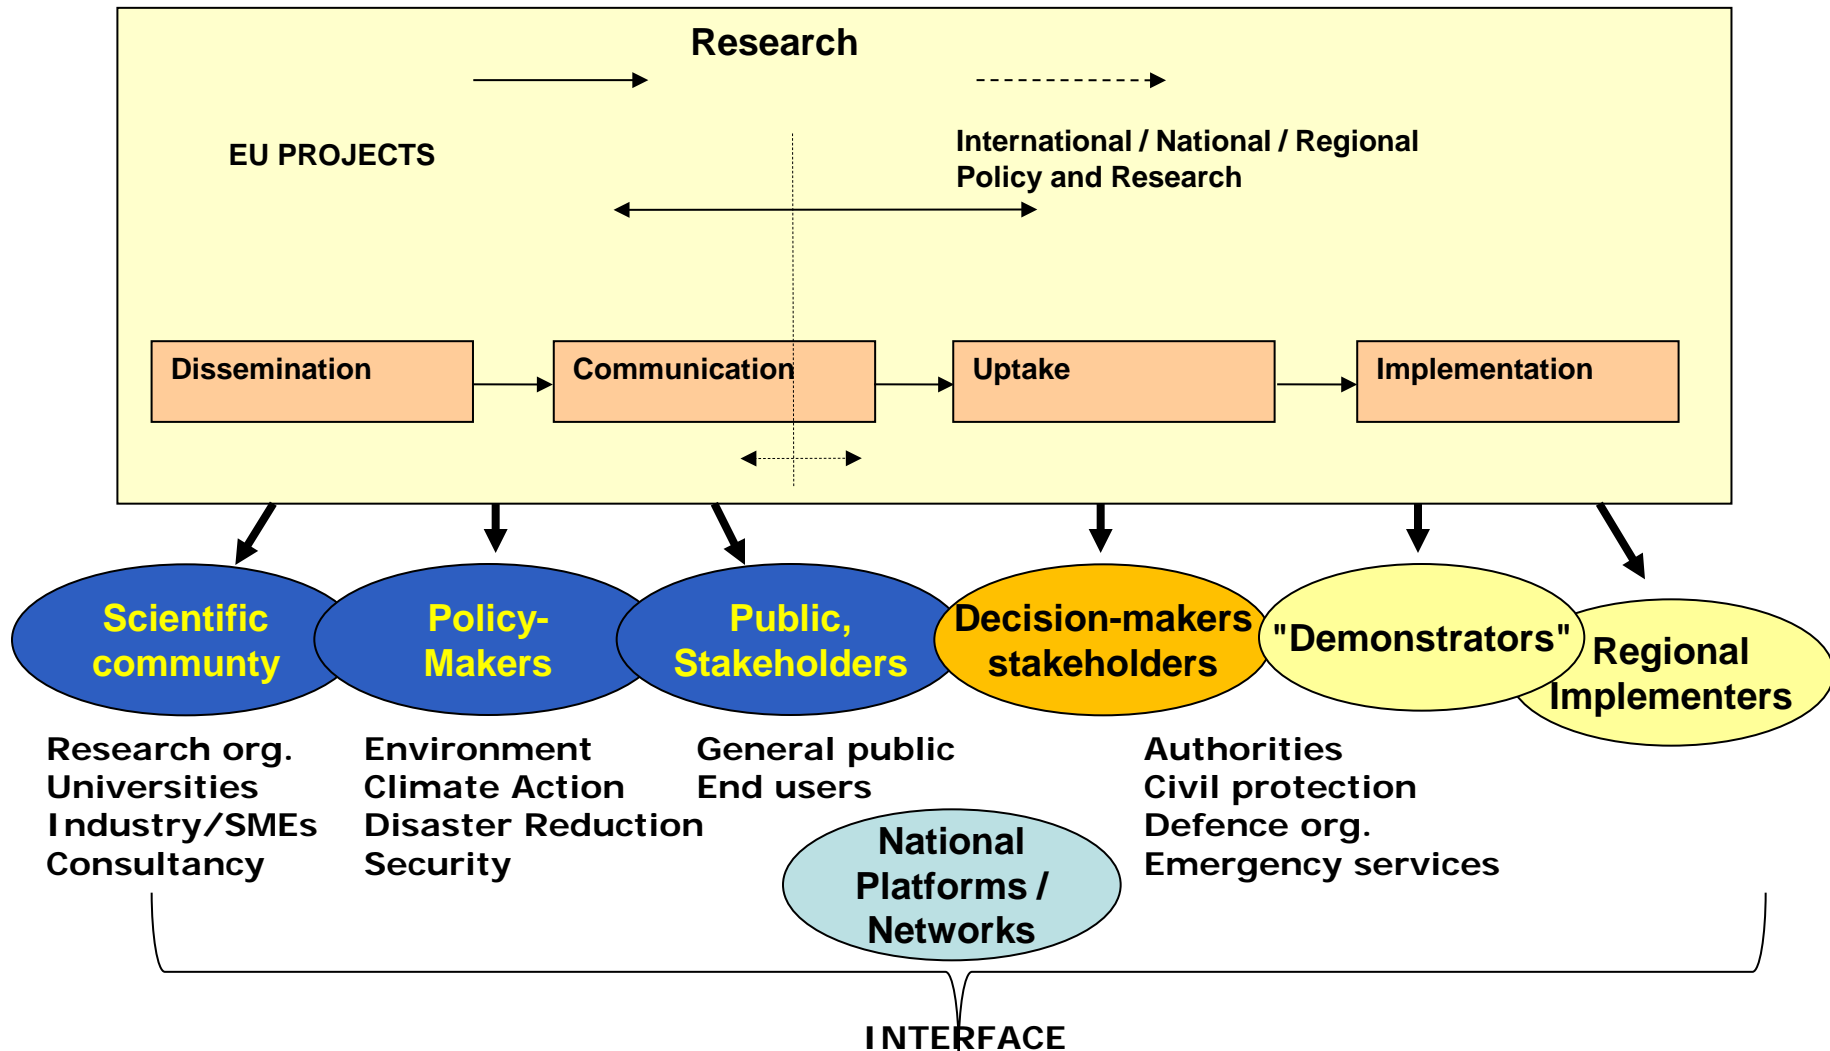 Research
EU PROJECTS
International / National / Regional
Policy and Research
Dissemination
Communication
Uptake
Implementation
Scientific
communty
Policy-
Makers
Public,
Stakeholders
Decision-makers
stakeholders
"Demonstrators"
Regional
Implementers
Research org.
Universities
Industry/SMEs
Consultancy
Environment
Climate Action
Disaster Reduction
Security
General public
End users
Authorities
Civil protection
Defence org.
Emergency services
National
Platforms /
Networks
INTERFACE